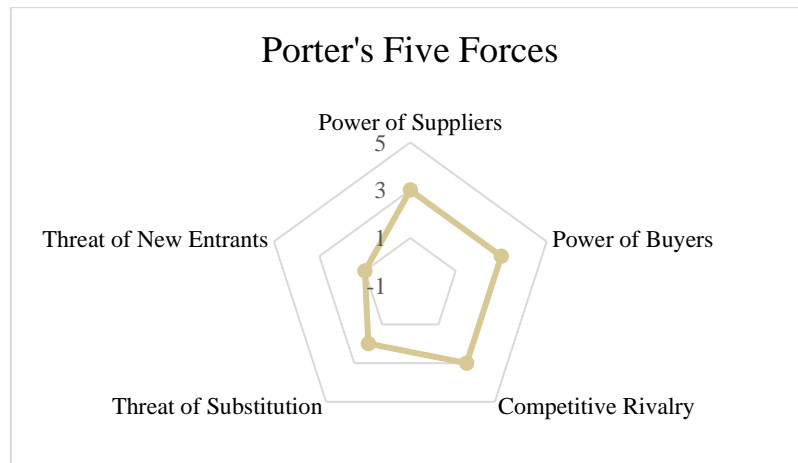 Porter's Five Forces
Power of Suppliers
5
3
1
-1
Power of Buyers
Competitive Rivalry
Threat of Substitution
Threat of New Entrants